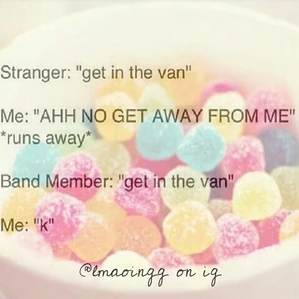 Stranger: "get in the van"
Me: "AHH NO GET AWAY FROM ME"
*runs away*
Band Member: "get in the van"
Me: "k"
@lmaoingg on ig